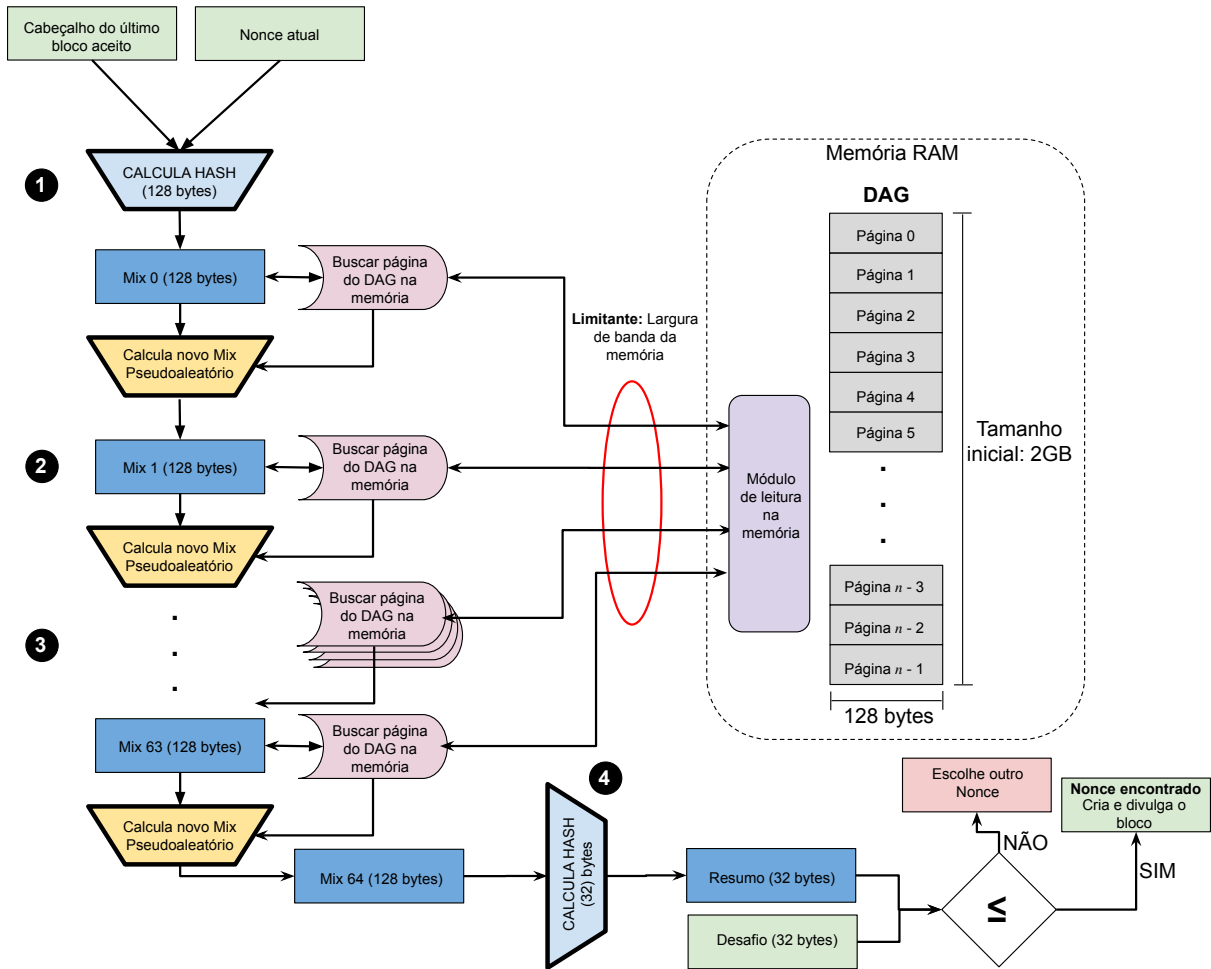 Cabeçalho do último
bloco aceito
Nonce atual
1
CALCULA HASH
(128 bytes)
Mix 0 (128 bytes)
Buscar página
do DAG na
memória
Calcula novo Mix
Pseudoaleatório
2
Mix 1 (128 bytes)
Buscar página
do DAG na
memória
Calcula novo Mix
Pseudoaleatório
3
.
.
.
Buscar página
do DAG na
memória
Mix 63 (128 bytes)
Buscar página
do DAG na
memória
Calcula novo Mix
Pseudoaleatório
Limitante: Largura
de banda da
memória
Memória RAM
DAG
Página 0
Página 1
Página 2
Página 3
Página 4
Página 5
.
.
.
Página n - 3
Página n - 2
Página n - 1
128 bytes
Tamanho
inicial: 2GB
Módulo
de leitura
na
memória
Mix 64 (128 bytes)
4
CALCULA HASH
(32) bytes
Resumo (32 bytes)
Desafio (32 bytes)
≤
NÃO
Escolhe outro
Nonce
SIM
Nonce encontrado
Cria e divulga o
bloco